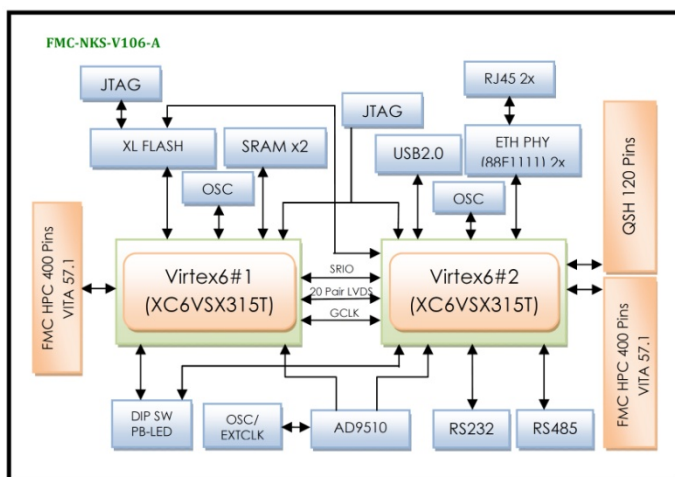 FMC-NKS-V106-A
JTAG
XL FLASH
OSC
SRAM x2
JTAG
USB2.0
RJ45 2x
ETH PHY
(88E1111) 2x
OSC
QSH 120 Pins
FMC HPC 400 Pins
VITA 57.1
Virtex6#1
(XC6VSX315T)
SRIO
20 Pair LVDS
GCLK
Virtex6#2
(XC6VSX315T)
FMC HPC 400 Pins
VITA 57.1
DIP SW
PB-LED
OSC/
EXTCLK
AD9510
RS232
RS485